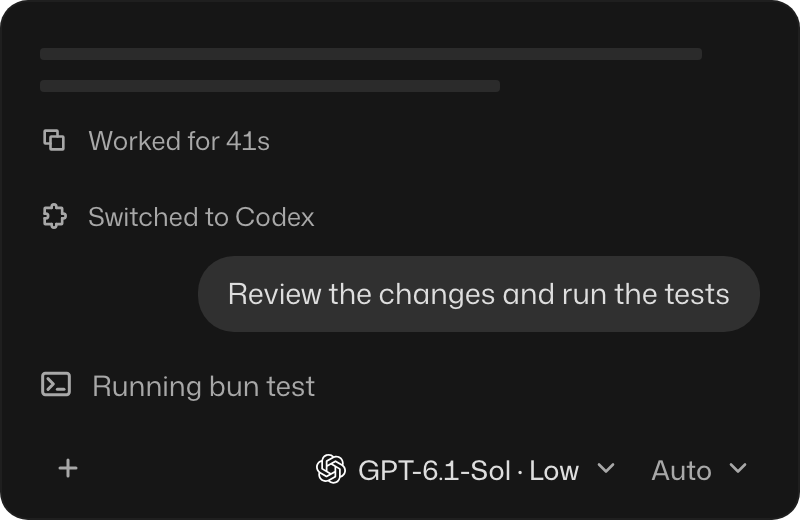 Worked for 41s
Switched to Codex
Review the changes and run the tests
Running bun test
GPT-6.1-Sol · Low
Auto